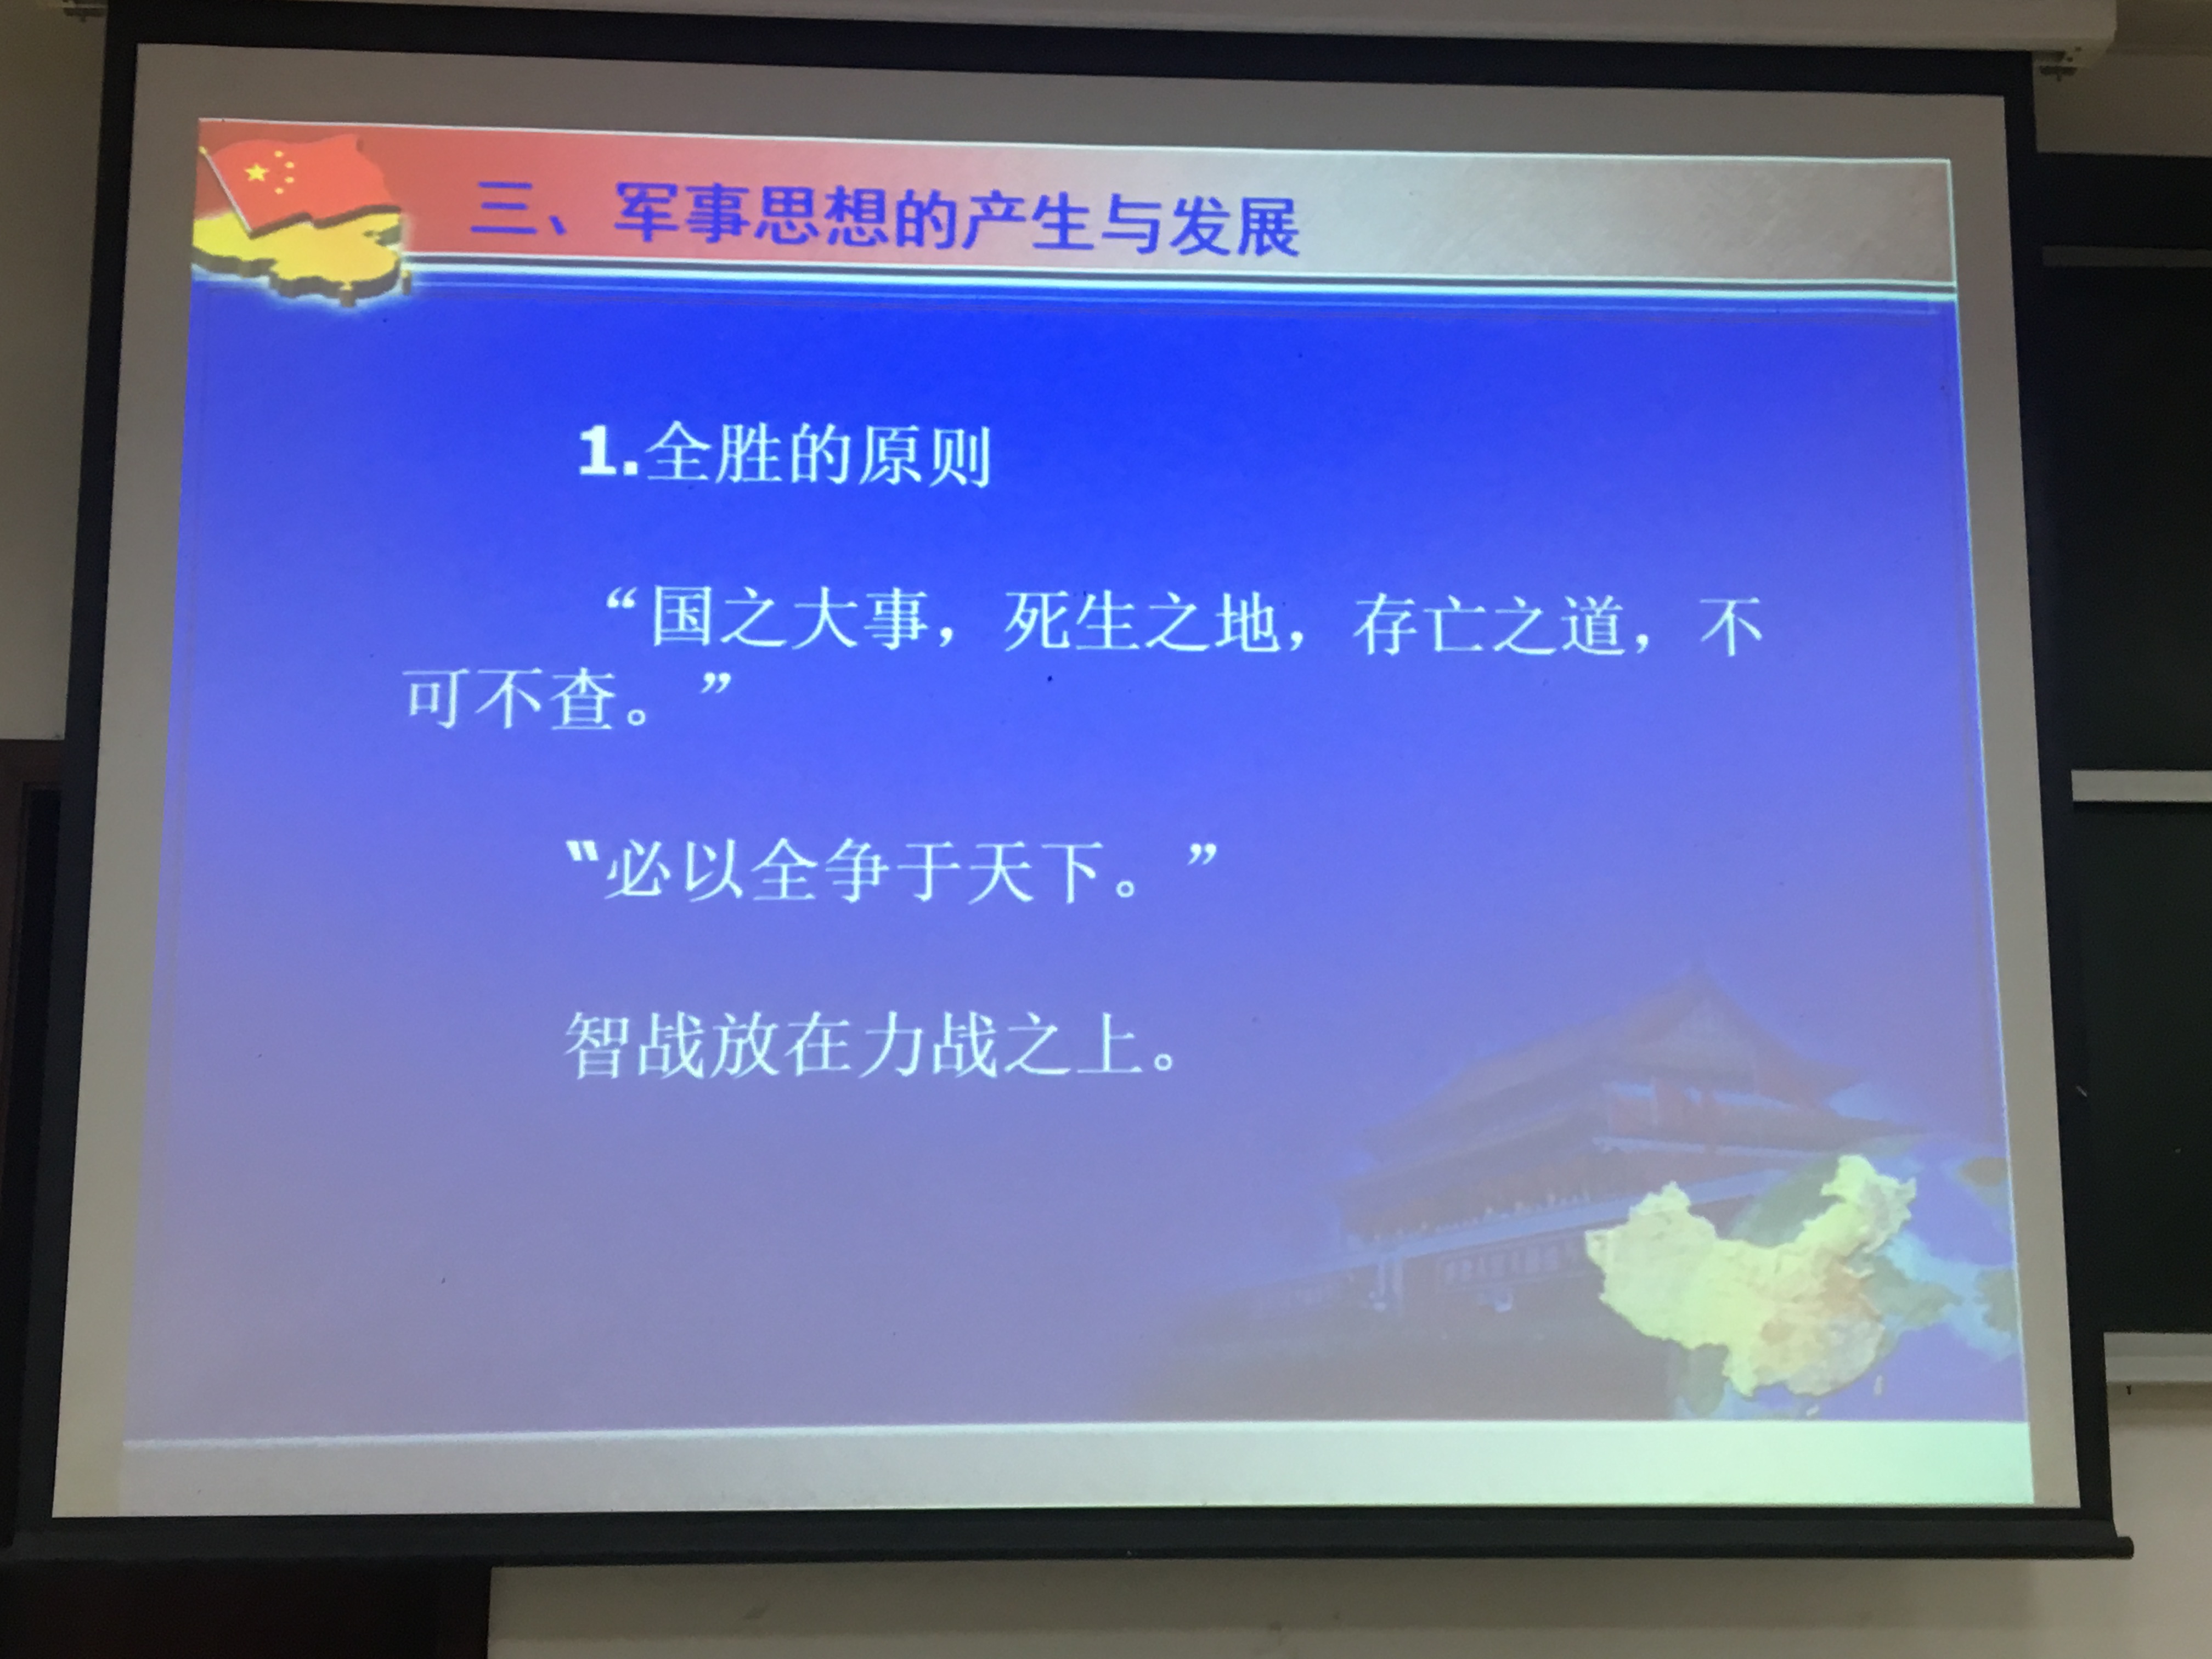 三、军事思想的产生与发展
1.全胜的原则
“国之大事，死生之地，存亡之道，不
可不查。”
“必以全争于天下。”
智战放在力战之上。